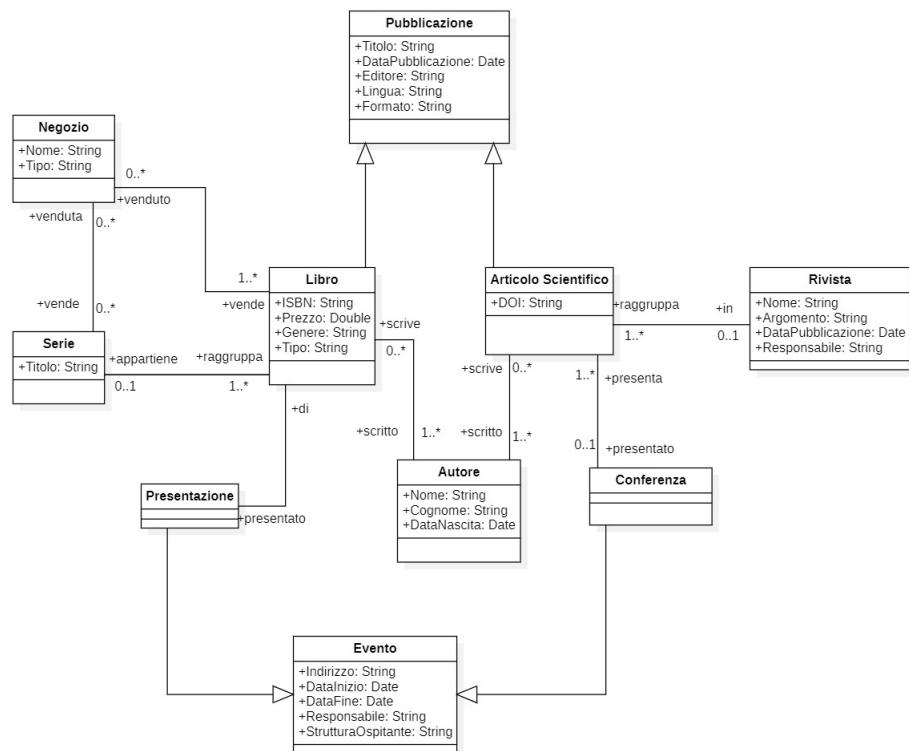 Pubblicazione
+Titolo: String
+DataPubblicazione: Date
+Editore: String
+Lingua: String
+Formato: String
Negozio
+Nome: String
+Tipo: String
0..*
+venduto
+venduta
0..*
1..*
+vende
+vende
0..*
Libro
+ISBN: String
+Prezzo: Double
+Genere: String
+Tipo: String
Articolo Scientifico
+DOI: String
+raggruppa
1..*
+in
0..1
Rivista
+Nome: String
+Argomento: String
+DataPubblicazione: Date
+Responsabile: String
Serie
+Titolo: String
+appartiene
0..1
+raggruppa
1..*
+scrive
0..*
+scrive
0..*
1..*
+presenta
+di
+scritto
1..*
+scritto
1..*
0..1
+presentato
Autore
+Nome: String
+Cognome: String
+DataNascita: Date
Conferenza
Presentazione
+presentato
Evento
+Indirizzo: String
+DataInizio: Date
+DataFine: Date
+Responsabile: String
+StrutturaOspitante: String